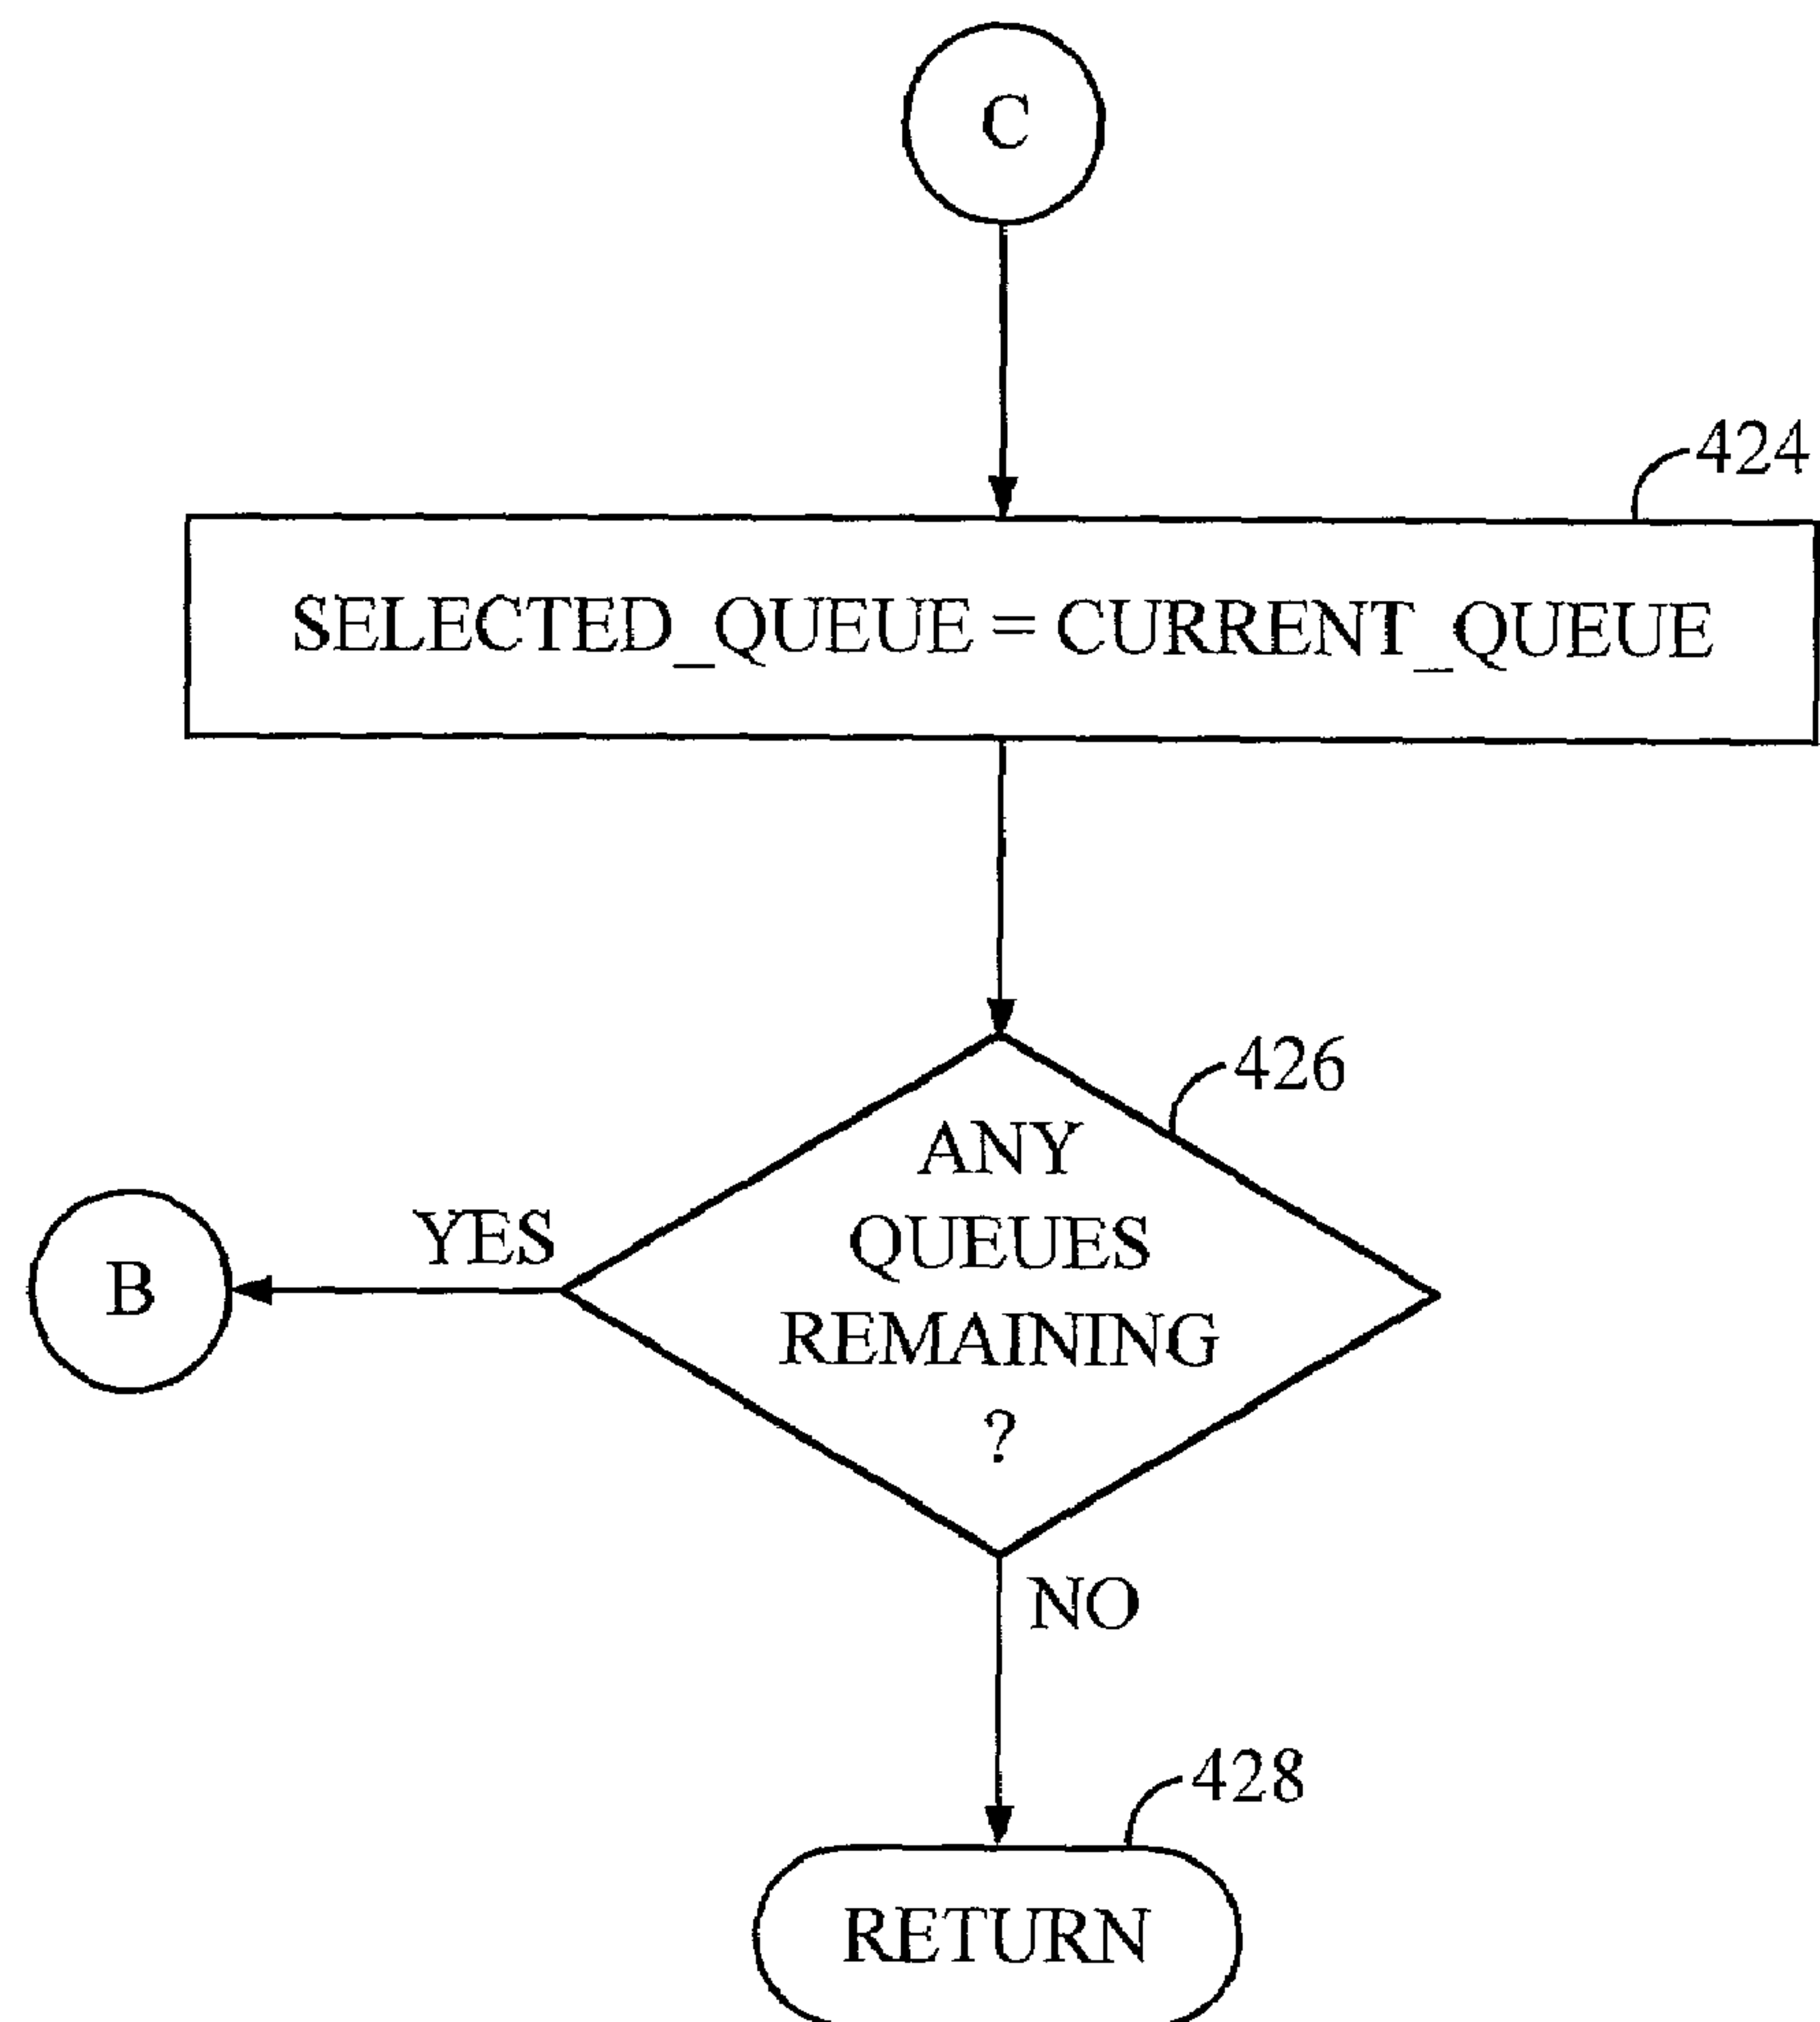 C
424
SELECTED_QUEUE = CURRENT_QUEUE
426
ANY
QUEUES
REMAINING
?
YES
B
NO
428
RETURN